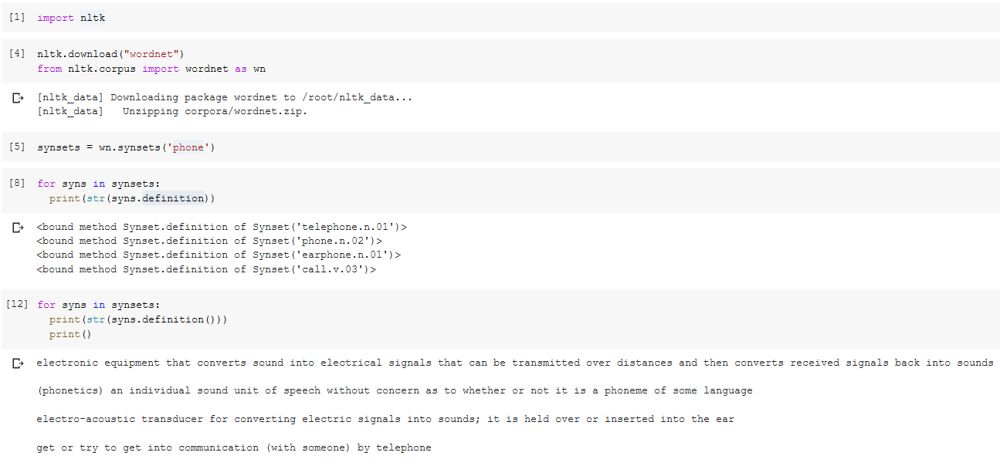 [1] import nltk
[4] nltk.download("wordnet")
from nltk.corpus import wordnet as wn
[nltk_data] Downloading package wordnet to /root/nltk_data...
[nltk_data]   Unzipping corpora/wordnet.zip.
[5] synsets = wn.synsets('phone')
[8] for syns in synsets:
  print(str(syns.definition))
<bound method Synset.definition of Synset('telephone.n.01')>
<bound method Synset.definition of Synset('phone.n.02')>
<bound method Synset.definition of Synset('earphone.n.01')>
<bound method Synset.definition of Synset('call.v.03')>
[12] for syns in synsets:
  print(str(syns.definition()))
  print()
electronic equipment that converts sound into electrical signals that can be transmitted over distances and then converts received signals back into sounds
(phonetics) an individual sound unit of speech without concern as to whether or not it is a phoneme of some language
electro-acoustic transducer for converting electric signals into sounds; it is held over or inserted into the ear
get or try to get into communication (with someone) by telephone